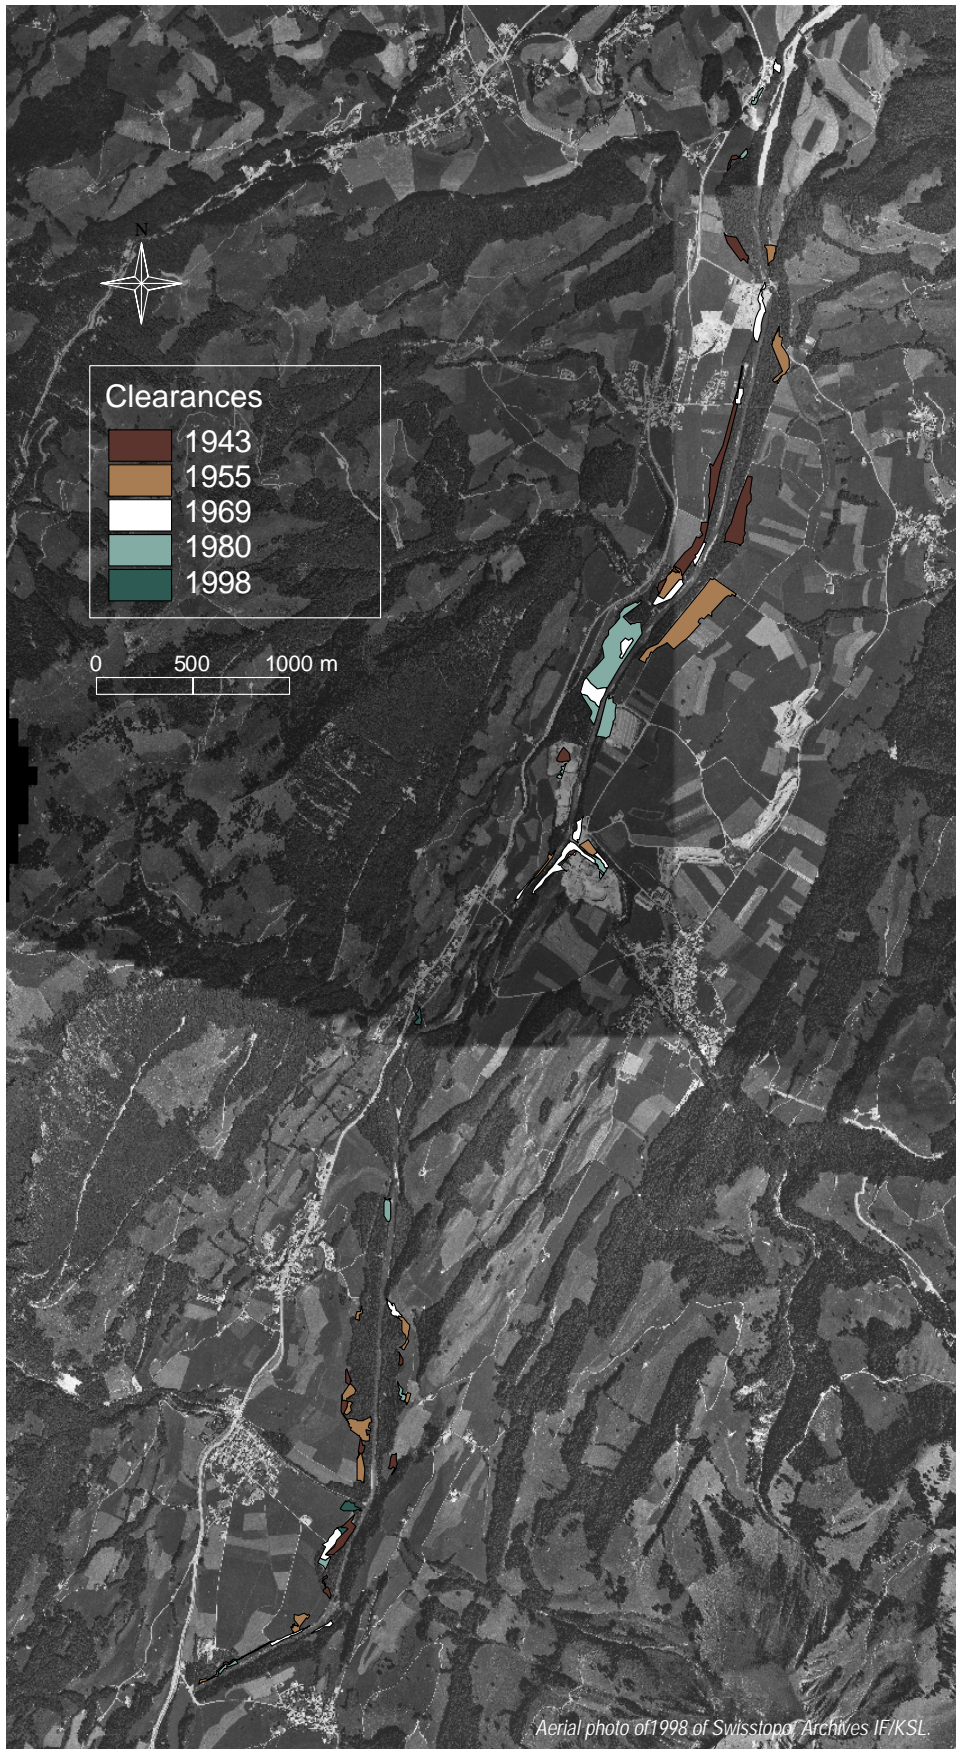 N
Clearances
1943
1955
1969
1980
1998
0 500 1000 m
Aerial photo of1998 of Swisstopo, Archives IF/KSL.